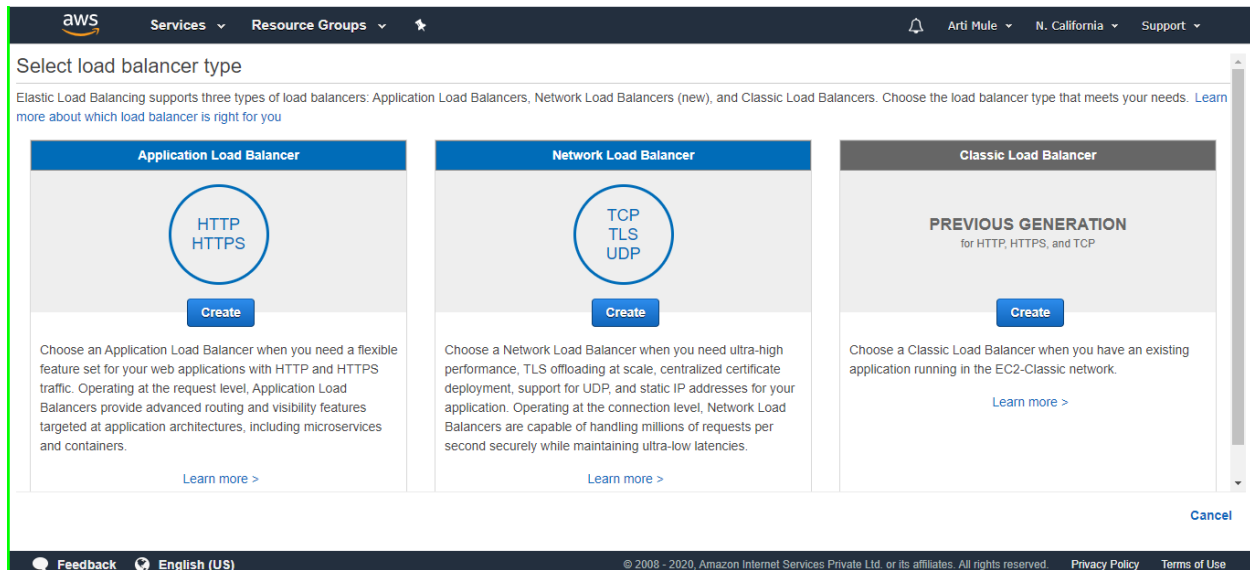 aws Services Resource Groups Arti Mule N. California Support
Select load balancer type
Elastic Load Balancing supports three types of load balancers: Application Load Balancers, Network Load Balancers (new), and Classic Load Balancers. Choose the load balancer type that meets your needs. Learn
more about which load balancer is right for you
Application Load Balancer
HTTP
HTTPS
Create
Choose an Application Load Balancer when you need a flexible
feature set for your web applications with HTTP and HTTPS
traffic. Operating at the request level, Application Load
Balancers provide advanced routing and visibility features
targeted at application architectures, including microservices
and containers.
Learn more >
Network Load Balancer
TCP
TLS
UDP
Create
Choose a Network Load Balancer when you need ultra-high
performance, TLS offloading at scale, centralized certificate
deployment, support for UDP, and static IP addresses for your
application. Operating at the connection level, Network Load
Balancers are capable of handling millions of requests per
second securely while maintaining ultra-low latencies.
Learn more >
Classic Load Balancer
PREVIOUS GENERATION
for HTTP, HTTPS, and TCP
Create
Choose a Classic Load Balancer when you have an existing
application running in the EC2-Classic network.
Learn more >
Cancel
Feedback English (US) © 2008 - 2020, Amazon Internet Services Private Ltd. or its affiliates. All rights reserved. Privacy Policy Terms of Use